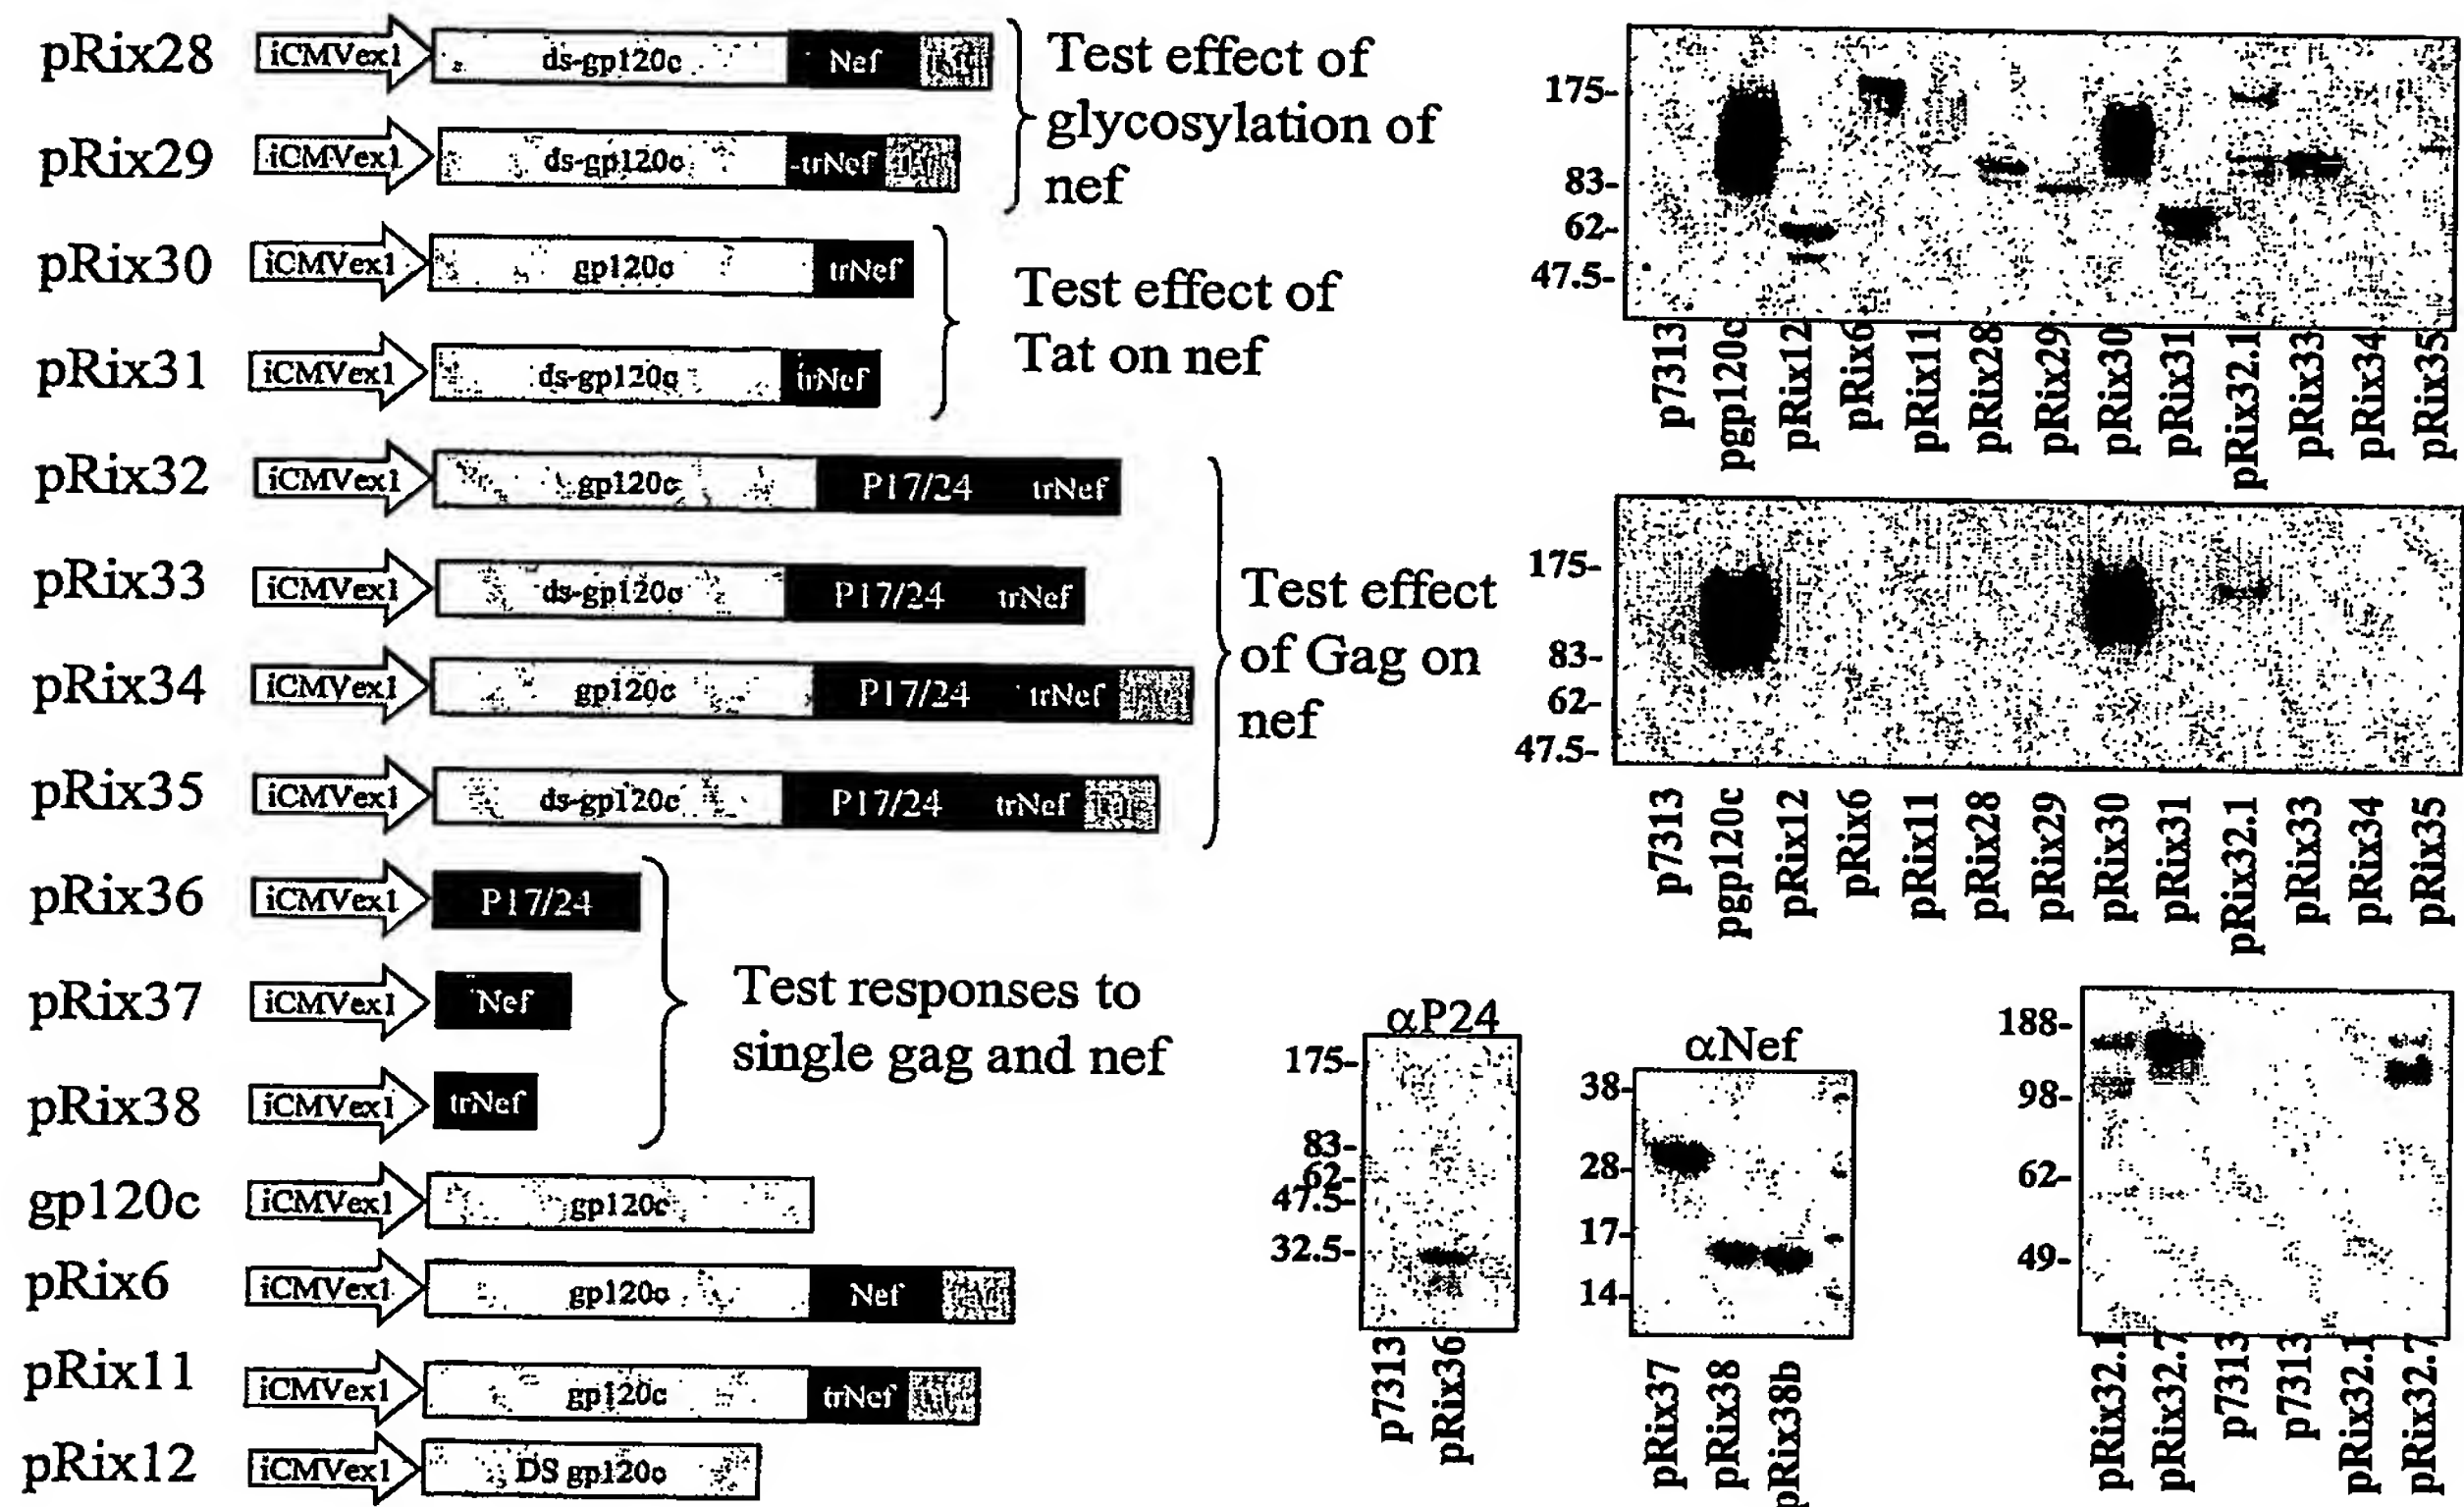 pRix28 iCMVex1 ds-gp120c Nef
pRix29 iCMVex1 ds-gp120c trNef
Test effect of
glycosylation of
nef
pRix30 iCMVex1 gp120c trNef
pRix31 iCMVex1 ds-gp120c trNef
Test effect of
Tat on nef
pRix32 iCMVex1 gp120c P17/24 trNef
pRix33 iCMVex1 ds-gp120c P17/24 trNef
pRix34 iCMVex1 gp120c P17/24 trNef
pRix35 iCMVex1 ds-gp120c P17/24 trNef
Test effect
of Gag on
nef
pRix36 iCMVex1 P17/24
pRix37 iCMVex1 Nef
pRix38 iCMVex1 trNef
Test responses to
single gag and nef
gp120c iCMVex1 gp120c
pRix6 iCMVex1 gp120c Nef
pRix11 iCMVex1 gp120c trNef
pRix12 iCMVex1 DS gp120c
175-
83-
62-
47.5-
p7313 pgp120c pRix12 pRix6 pRix11 pRix28 pRix29 pRix30 pRix31 pRix32.1 pRix33 pRix34 pRix35
175-
83-
62-
47.5-
p7313 pgp120c pRix12 pRix6 pRix11 pRix28 pRix29 pRix30 pRix31 pRix32.1 pRix33 pRix34 pRix35
αP24
175-
83-
62-
47.5-
32.5-
p7313 pRix36
αNef
38-
28-
17-
14-
pRix37 pRix38 pRix38b
188-
98-
62-
49-
pRix32.1 pRix32.7 p7313 p7313 pRix32.1 pRix32.7